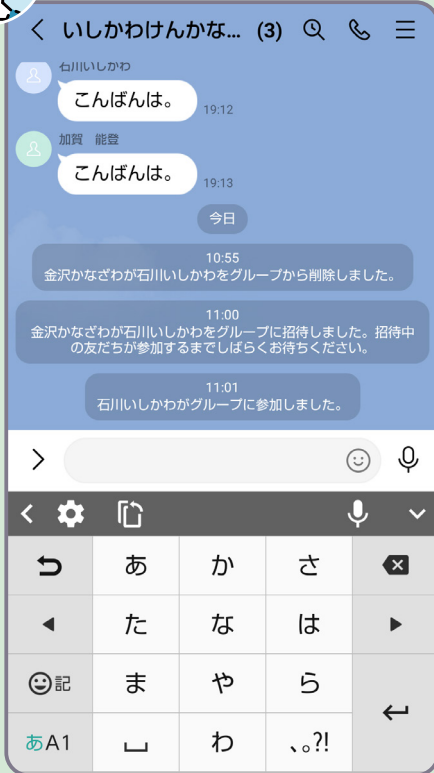 いしかわけんかな... (3)
石川いしかわ
こんばんは。
19:12
加賀　能登
こんばんは。
19:13
今日
10:55
金沢かなざわが石川いしかわをグループから削除しました。
11:00
金沢かなざわが石川いしかわをグループに招待しました。招待中
の友だちが参加するまでしばらくお待ちください。
11:01
石川いしかわがグループに参加しました。
あ か さ
た な は
記 ま や ら
あA1 わ 、。?!